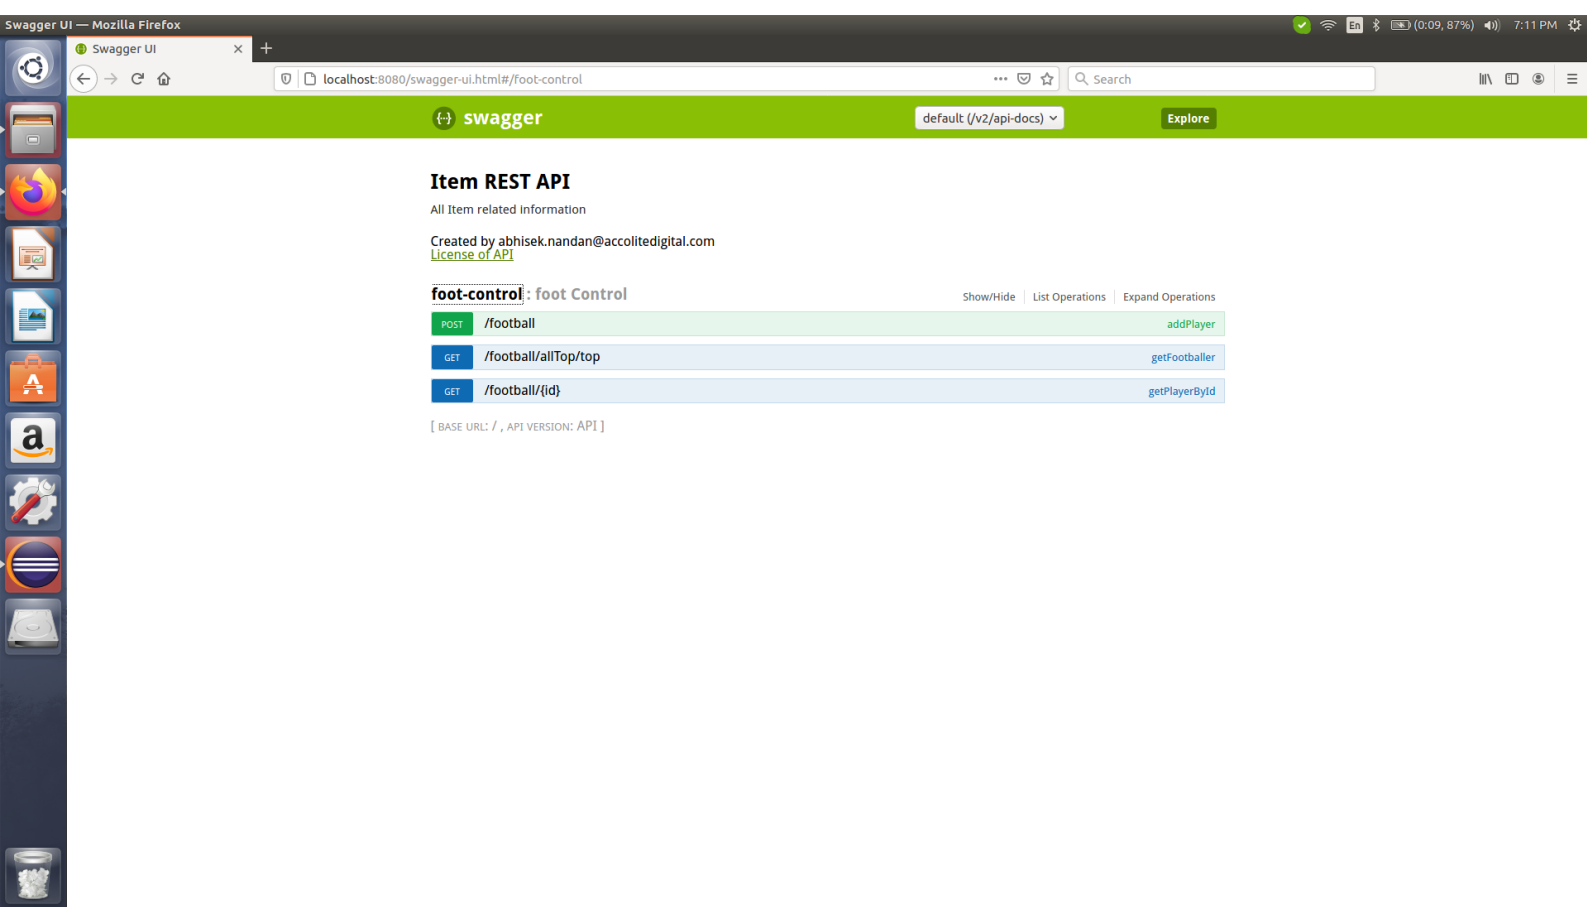 Swagger UI — Mozilla Firefox
En (0:09, 87%) 7:11 PM
Swagger UI
localhost:8080/swagger-ui.html#/foot-control
Search
swagger
default (/v2/api-docs)
Explore
Item REST API
All Item related information
Created by abhisek.nandan@accolitedigital.com
License of API
foot-control : foot Control
Show/Hide
List Operations
Expand Operations
POST /football addPlayer
GET /football/allTop/top getFootballer
GET /football/{id} getPlayerById
[ BASE URL: / , API VERSION: API ]